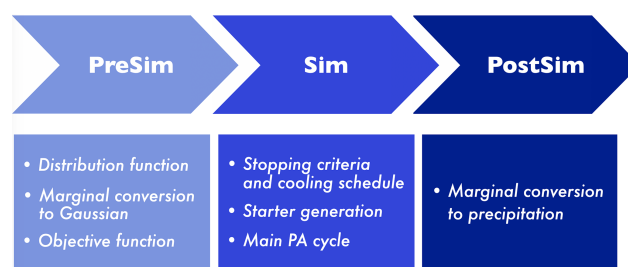 PreSim
Sim
PostSim
• Distribution function
• Marginal conversion
to Gaussian
• Objective function
• Stopping criteria
and cooling schedule
• Starter generation
• Main PA cycle
• Marginal conversion
to precipitation